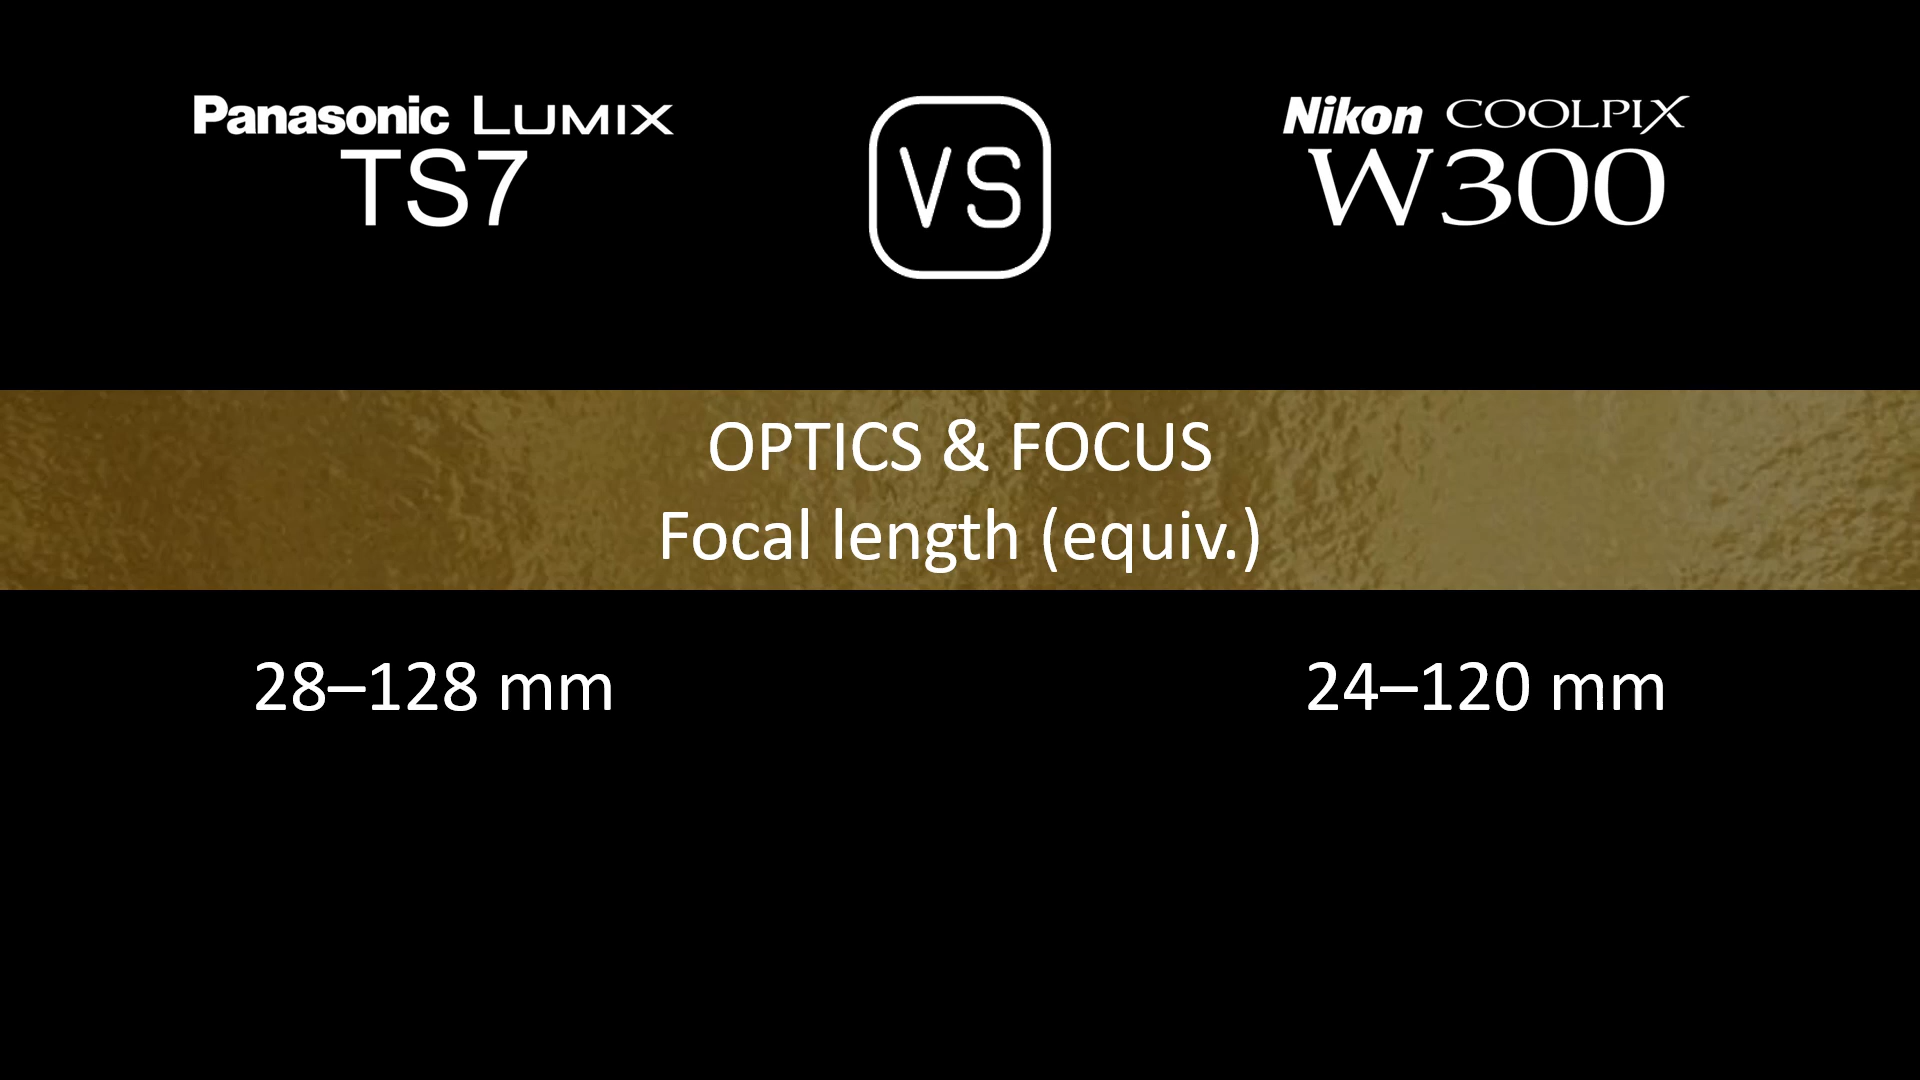 Panasonic LUMIX
TS7
VS
Nikon COOLPIX
W300
OPTICS & FOCUS
Focal length (equiv.)
28–128 mm
24–120 mm